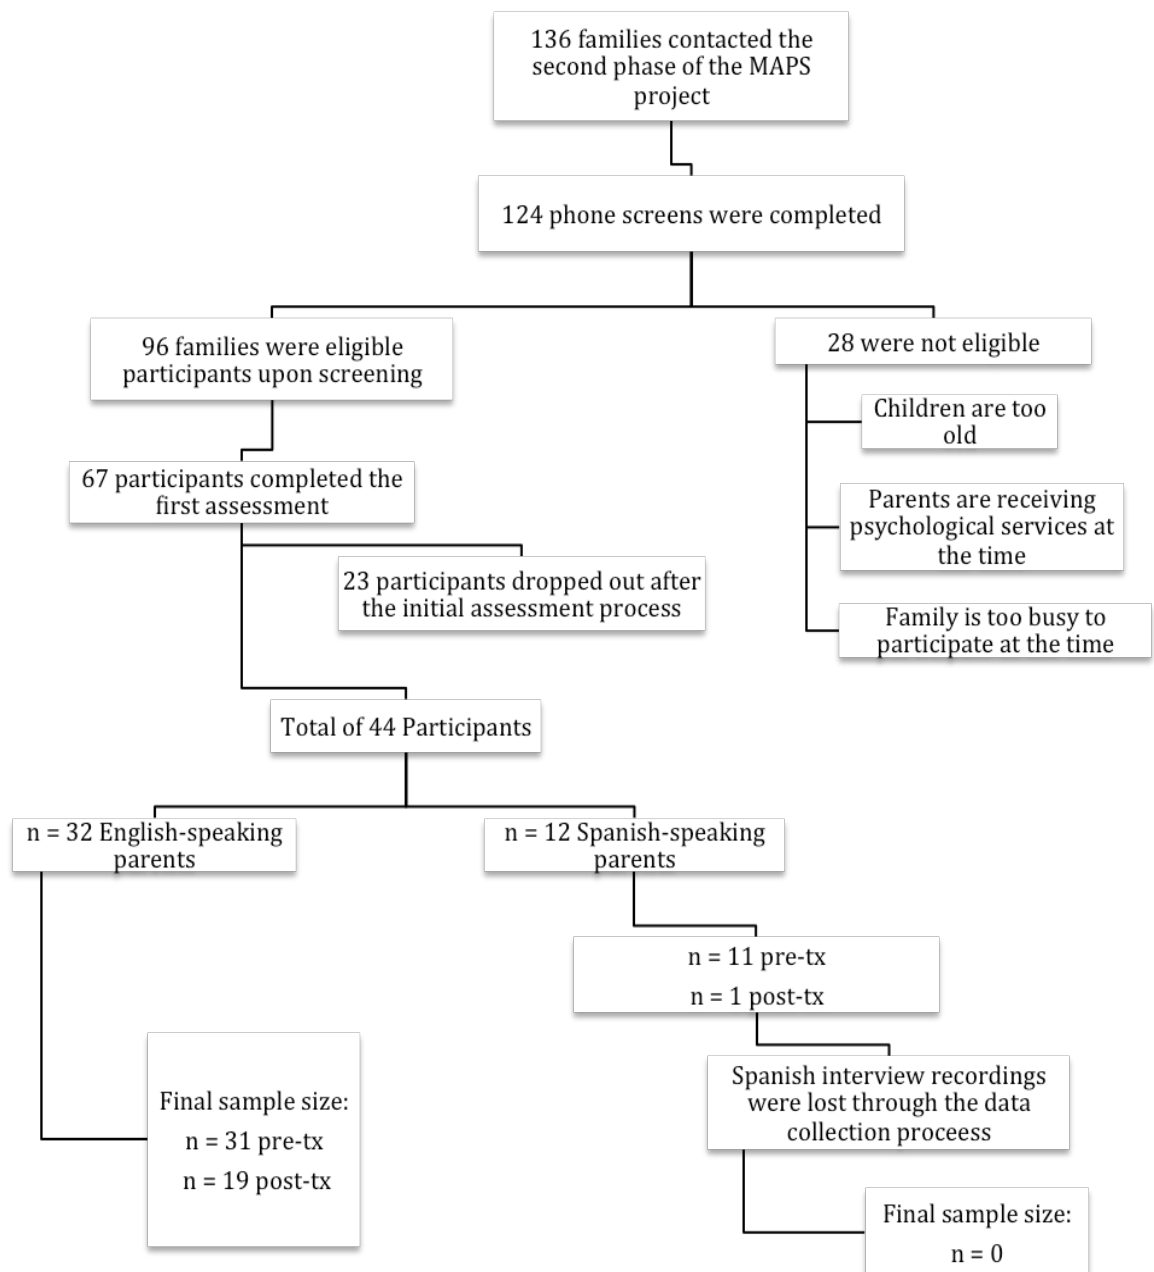 136 families contacted the
second phase of the MAPS
project
124 phone screens were completed
96 families were eligible
participants upon screening
28 were not eligible
Children are too
old
67 participants completed the
first assessment
Parents are receiving
psychological services at
the time
23 participants dropped out after
the initial assessment process
Family is too busy to
participate at the time
Total of 44 Participants
n = 32 English-speaking
parents
n = 12 Spanish-speaking
parents
n = 11 pre-tx
n = 1 post-tx
Final sample size:
n = 31 pre-tx
n = 19 post-tx
Spanish interview recordings
were lost through the data
collection proceess
Final sample size:
n = 0